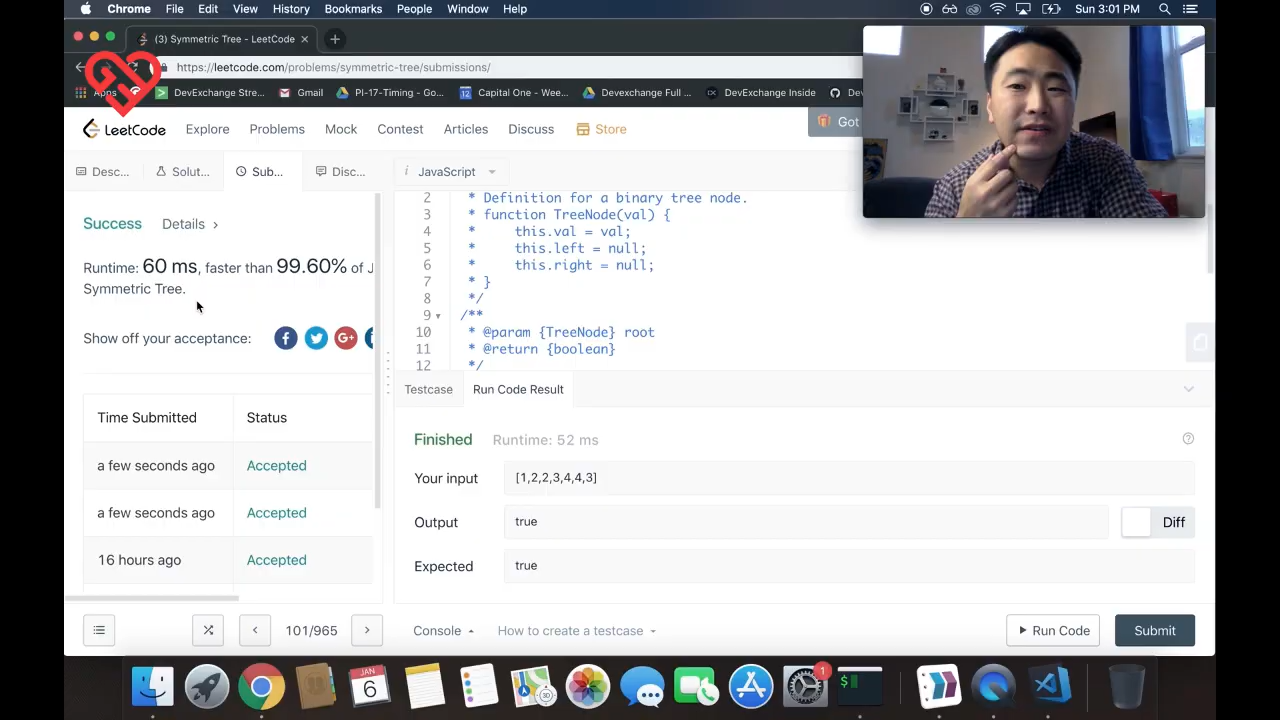 Chrome File Edit View History Bookmarks People Window Help Sun 3:01 PM
(3) Symmetric Tree - LeetCode
https://leetcode.com/problems/symmetric-tree/submissions/
DevExchange Stre... Gmail PI-17-Timing - Go... Capital One - Wee... Devexchange Full ... DevExchange Inside De
LeetCode Explore Problems Mock Contest Articles Discuss Store Got
Desc... Solut... Sub... Disc... i JavaScript
2 * Definition for a binary tree node.
3 * function TreeNode(val) {
4 * this.val = val;
5 * this.left = null;
6 * this.right = null;
7 * }
8 */
9 /**
10 * @param {TreeNode} root
11 * @return {boolean}
12 */
Success Details >
Runtime: 60 ms, faster than 99.60% of J
Symmetric Tree.
Show off your acceptance:
Time Submitted Status
a few seconds ago Accepted
a few seconds ago Accepted
16 hours ago Accepted
Testcase Run Code Result
Finished Runtime: 52 ms
Your input [1,2,2,3,4,4,3]
Output true Diff
Expected true
101/965 Console How to create a testcase Run Code Submit
JAN
6
30
1